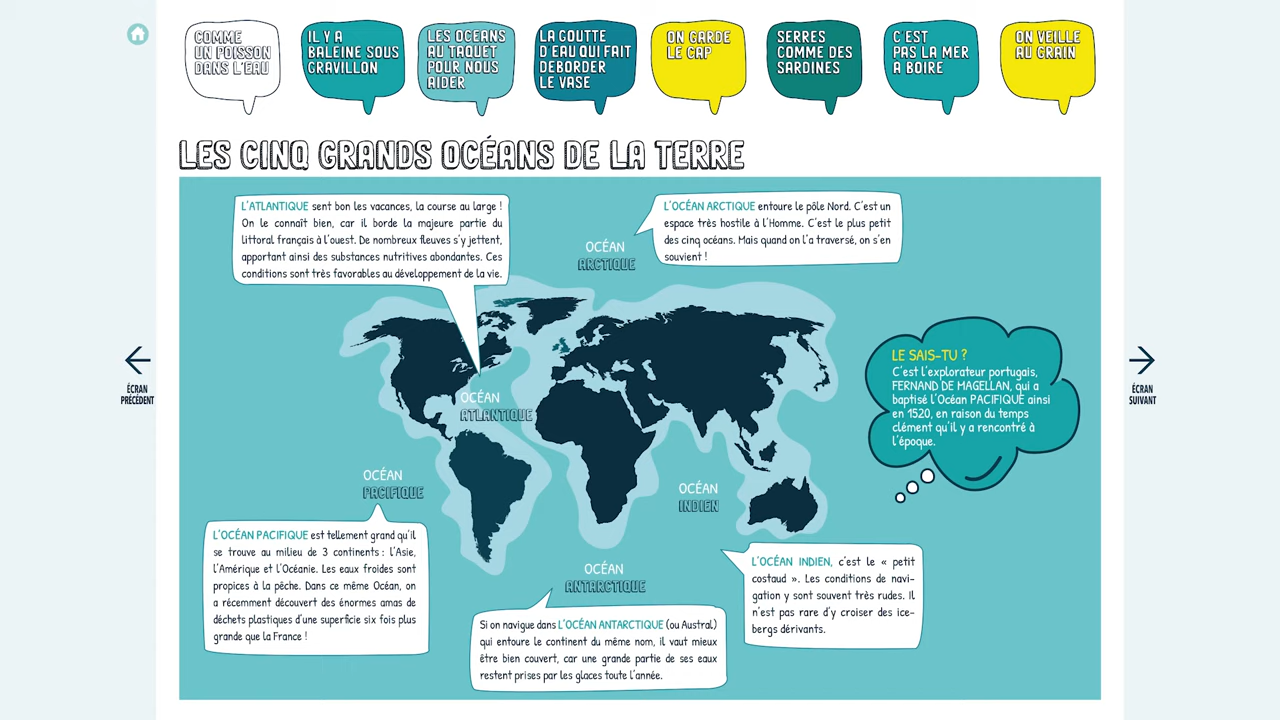 COMME
UN POISSON
DANS L'EAU
IL Y A
BALEINE SOUS
GRAVILLON
LES OCEANS
AU TAQUET
POUR NOUS
AIDER
LA GOUTTE
D'EAU QUI FAIT
DEBORDER
LE VASE
ON GARDE
LE CAP
SERRES
COMME DES
SARDINES
C'EST
PAS LA MER
A BOIRE
ON VEILLE
AU GRAIN
LES CINQ GRANDS OCÉANS DE LA TERRE
L'ATLANTIQUE sent bon les vacances, la course au large !
On le connaît bien, car il borde la majeure partie du
littoral français à l'ouest. De nombreux fleuves s'y jettent,
apportant ainsi des substances nutritives abondantes. Ces
conditions sont très favorables au développement de la vie.
L'OCÉAN ARCTIQUE entoure le pôle Nord. C'est un
espace très hostile à l'Homme. C'est le plus petit
des cinq océans. Mais quand on l'a traversé, on s'en
souvient !
OCÉAN
ARCTIQUE
LE SAIS-TU ?
C'est l'explorateur portugais,
FERNAND DE MAGELLAN, qui a
baptisé l'Océan PACIFIQUE ainsi
en 1520, en raison du temps
clément qu'il y a rencontré à
l'époque.
ÉCRAN
PRÉCÉDENT
ÉCRAN
SUIVANT
OCÉAN
ATLANTIQUE
OCÉAN
PACIFIQUE
OCÉAN
INDIEN
L'OCÉAN PACIFIQUE est tellement grand qu'il
se trouve au milieu de 3 continents : l'Asie,
l'Amérique et l'Océanie. Les eaux froides sont
propices à la pêche. Dans ce même Océan, on
a récemment découvert des énormes amas de
déchets plastiques d'une superficie six fois plus
grande que la France !
OCÉAN
ANTARCTIQUE
L'OCÉAN INDIEN, c'est le « petit
costaud ». Les conditions de navi-
gation y sont souvent très rudes. Il
n'est pas rare d'y croiser des ice-
bergs dérivants.
Si on navigue dans L'OCÉAN ANTARCTIQUE (ou Austral)
qui entoure le continent du même nom, il vaut mieux
être bien couvert, car une grande partie de ses eaux
restent prises par les glaces toute l'année.